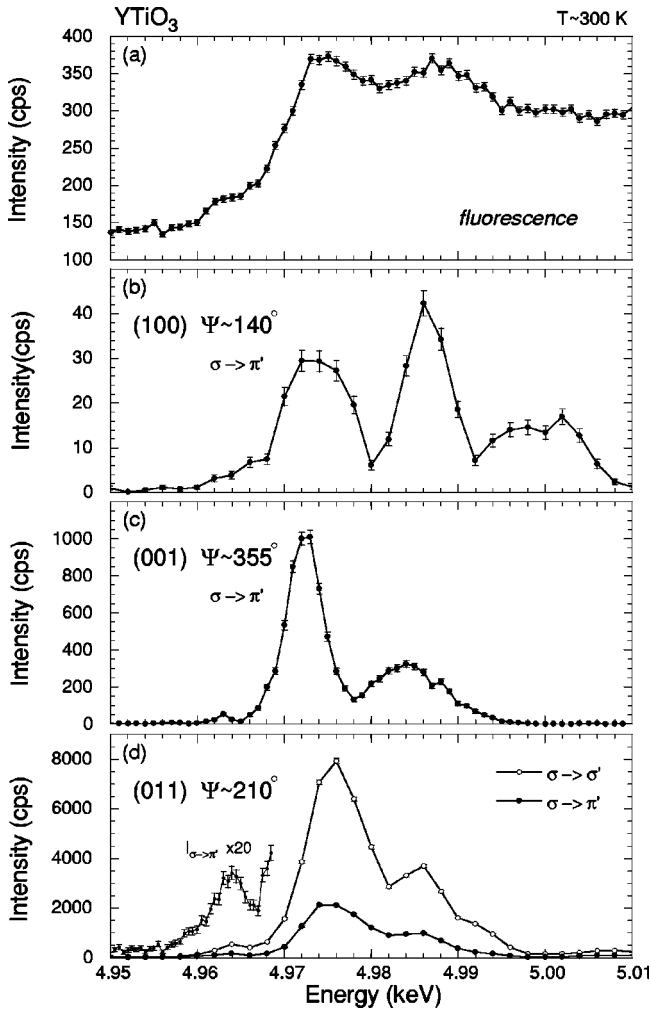 YTiO3 T~300 K
(a)
400
350
300
250
200
150
100
Intensity (cps)
fluorescence
(b)
(100) Ψ~140°
σ -> π'
40
30
20
10
0
Intensity(cps)
(c)
(001) Ψ~355°
σ -> π'
1000
800
600
400
200
0
Intensity (cps)
(d)
(011) Ψ~210°
σ -> σ'
σ -> π'
Iσ->π' x20
8000
6000
4000
2000
0
Intensity (cps)
4.95 4.96 4.97 4.98 4.99 5.00 5.01
Energy (keV)